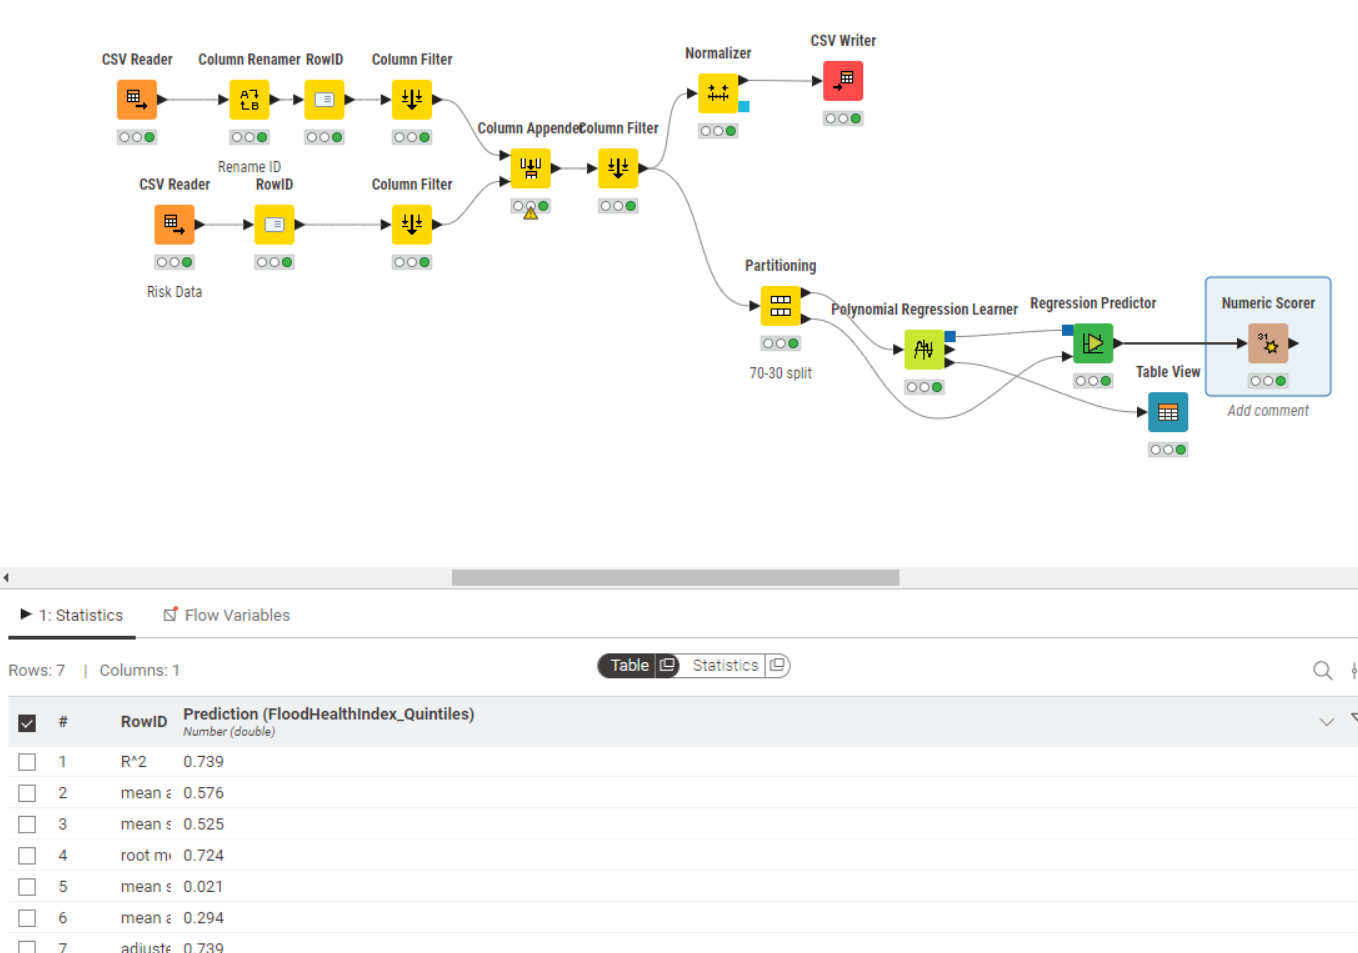 CSV Writer
Normalizer
CSV Reader
Column Renamer
RowID
Column Filter
Column Appender
Column Filter
Rename ID
CSV Reader
RowID
Column Filter
Risk Data
Partitioning
70-30 split
Polynomial Regression Learner
Regression Predictor
Numeric Scorer
31
Table View
Add comment
1: Statistics
Flow Variables
Rows: 7 | Columns: 1
Table
Statistics
# RowID Prediction (FloodHealthIndex_Quintiles)
Number (double)
1 R^2 0.739
2 mean a 0.576
3 mean s 0.525
4 root m 0.724
5 mean s 0.021
6 mean a 0.294
7 adjuste 0.739